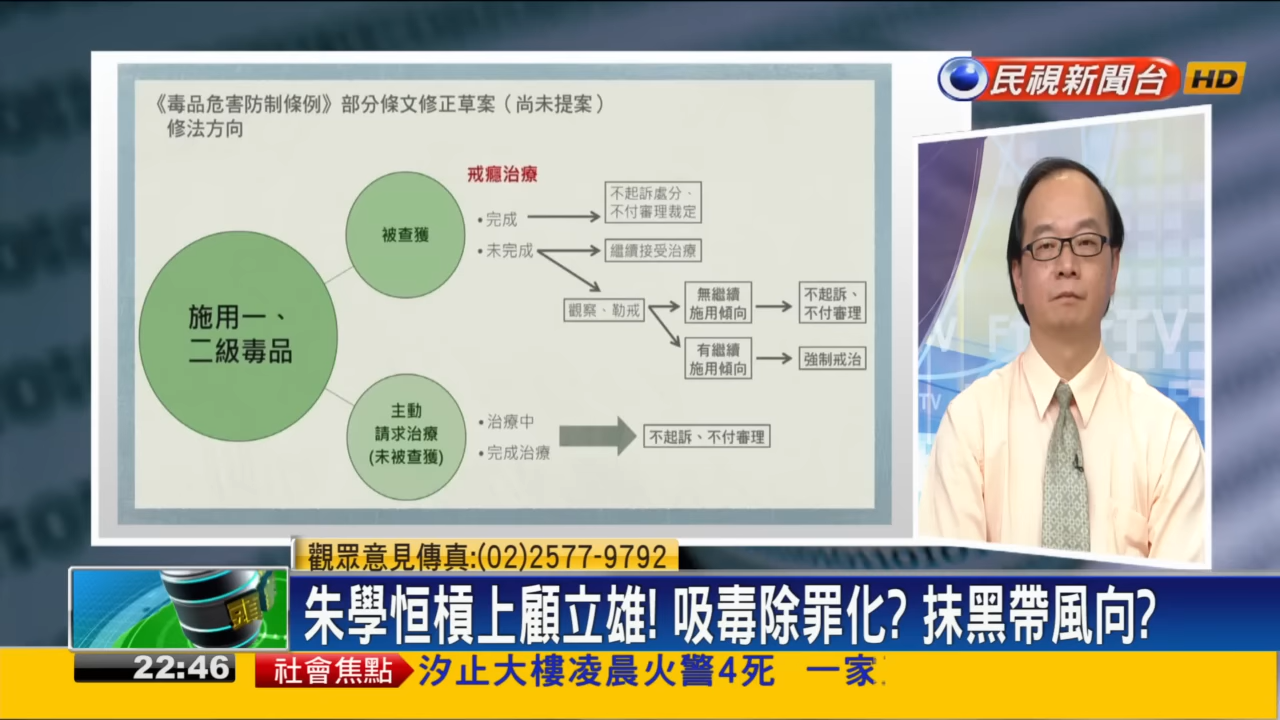 《毒品危害防制條例》部分條文修正草案（尚未提案）
修法方向
民視新聞台 HD
戒癮治療
被查獲
•完成
不起訴處分、
不付審理裁定
•未完成
繼續接受治療
觀察、勒戒
無繼續
施用傾向
不起訴、
不付審理
有繼續
施用傾向
強制戒治
施用一、
二級毒品
主動
請求治療
(未被查獲)
•治療中
•完成治療
不起訴、不付審理
觀眾意見傳真:(02)2577-9792
朱學恒槓上顧立雄! 吸毒除罪化? 抹黑帶風向?
22:46
社會焦點
汐止大樓凌晨火警4死 一家